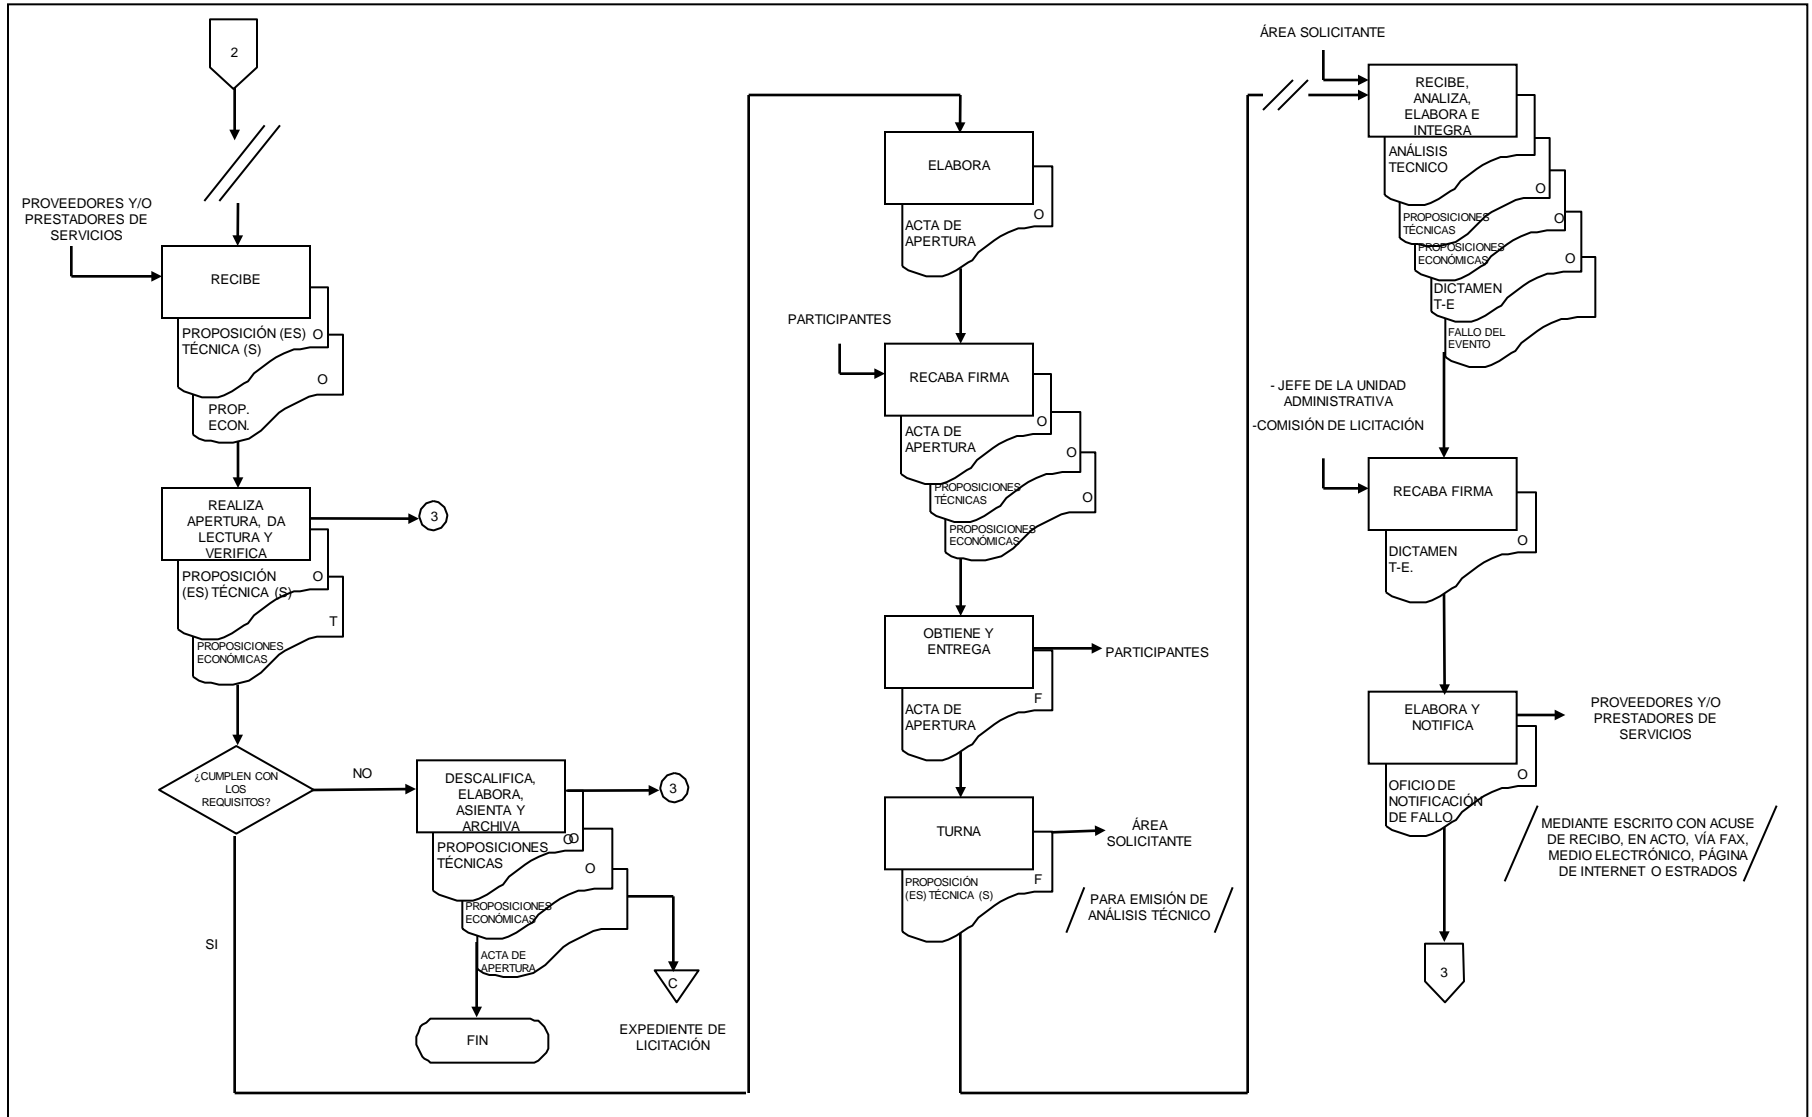 2
PROVEEDORES Y/O
PRESTADORES DE
SERVICIOS
RECIBE
PROPOSICIÓN (ES)
TÉCNICA (S)
O
O
PROP.
ECON.
REALIZA
APERTURA, DA
LECTURA Y
VERIFICA
3
PROPOSICIÓN
(ES) TÉCNICA (S)
O
T
PROPOSICIONES
ECONÓMICAS
¿CUMPLEN CON
LOS
REQUISITOS?
NO
SI
DESCALIFICA,
ELABORA,
ASIENTA Y
ARCHIVA
3
O
O
PROPOSICIONES
TÉCNICAS
O
PROPOSICIONES
ECONÓMICAS
ACTA DE
APERTURA
C
FIN
EXPEDIENTE DE
LICITACIÓN
ELABORA
O
ACTA DE
APERTURA
PARTICIPANTES
RECABA FIRMA
O
ACTA DE
APERTURA
O
PROPOSICIONES
TÉCNICAS
O
PROPOSICIONES
ECONÓMICAS
OBTIENE Y
ENTREGA
PARTICIPANTES
F
ACTA DE
APERTURA
TURNA
ÁREA
SOLICITANTE
F
PROPOSICIÓN
(ES) TÉCNICA (S)
PARA EMISIÓN DE
ANÁLISIS TÉCNICO
ÁREA SOLICITANTE
RECIBE,
ANALIZA,
ELABORA E
INTEGRA
ANÁLISIS
TECNICO
O
PROPOSICIONES
TÉCNICAS
O
PROPOSICIONES
ECONÓMICAS
O
DICTAMEN
T-E
FALLO DEL
EVENTO
- JEFE DE LA UNIDAD
ADMINISTRATIVA
-COMISIÓN DE LICITACIÓN
RECABA FIRMA
O
DICTAMEN
T-E.
ELABORA Y
NOTIFICA
PROVEEDORES Y/O
PRESTADORES DE
SERVICIOS
O
OFICIO DE
NOTIFICACIÓN
DE FALLO
MEDIANTE ESCRITO CON ACUSE
DE RECIBO, EN ACTO, VÍA FAX,
MEDIO ELECTRÓNICO, PÁGINA
DE INTERNET O ESTRADOS
3